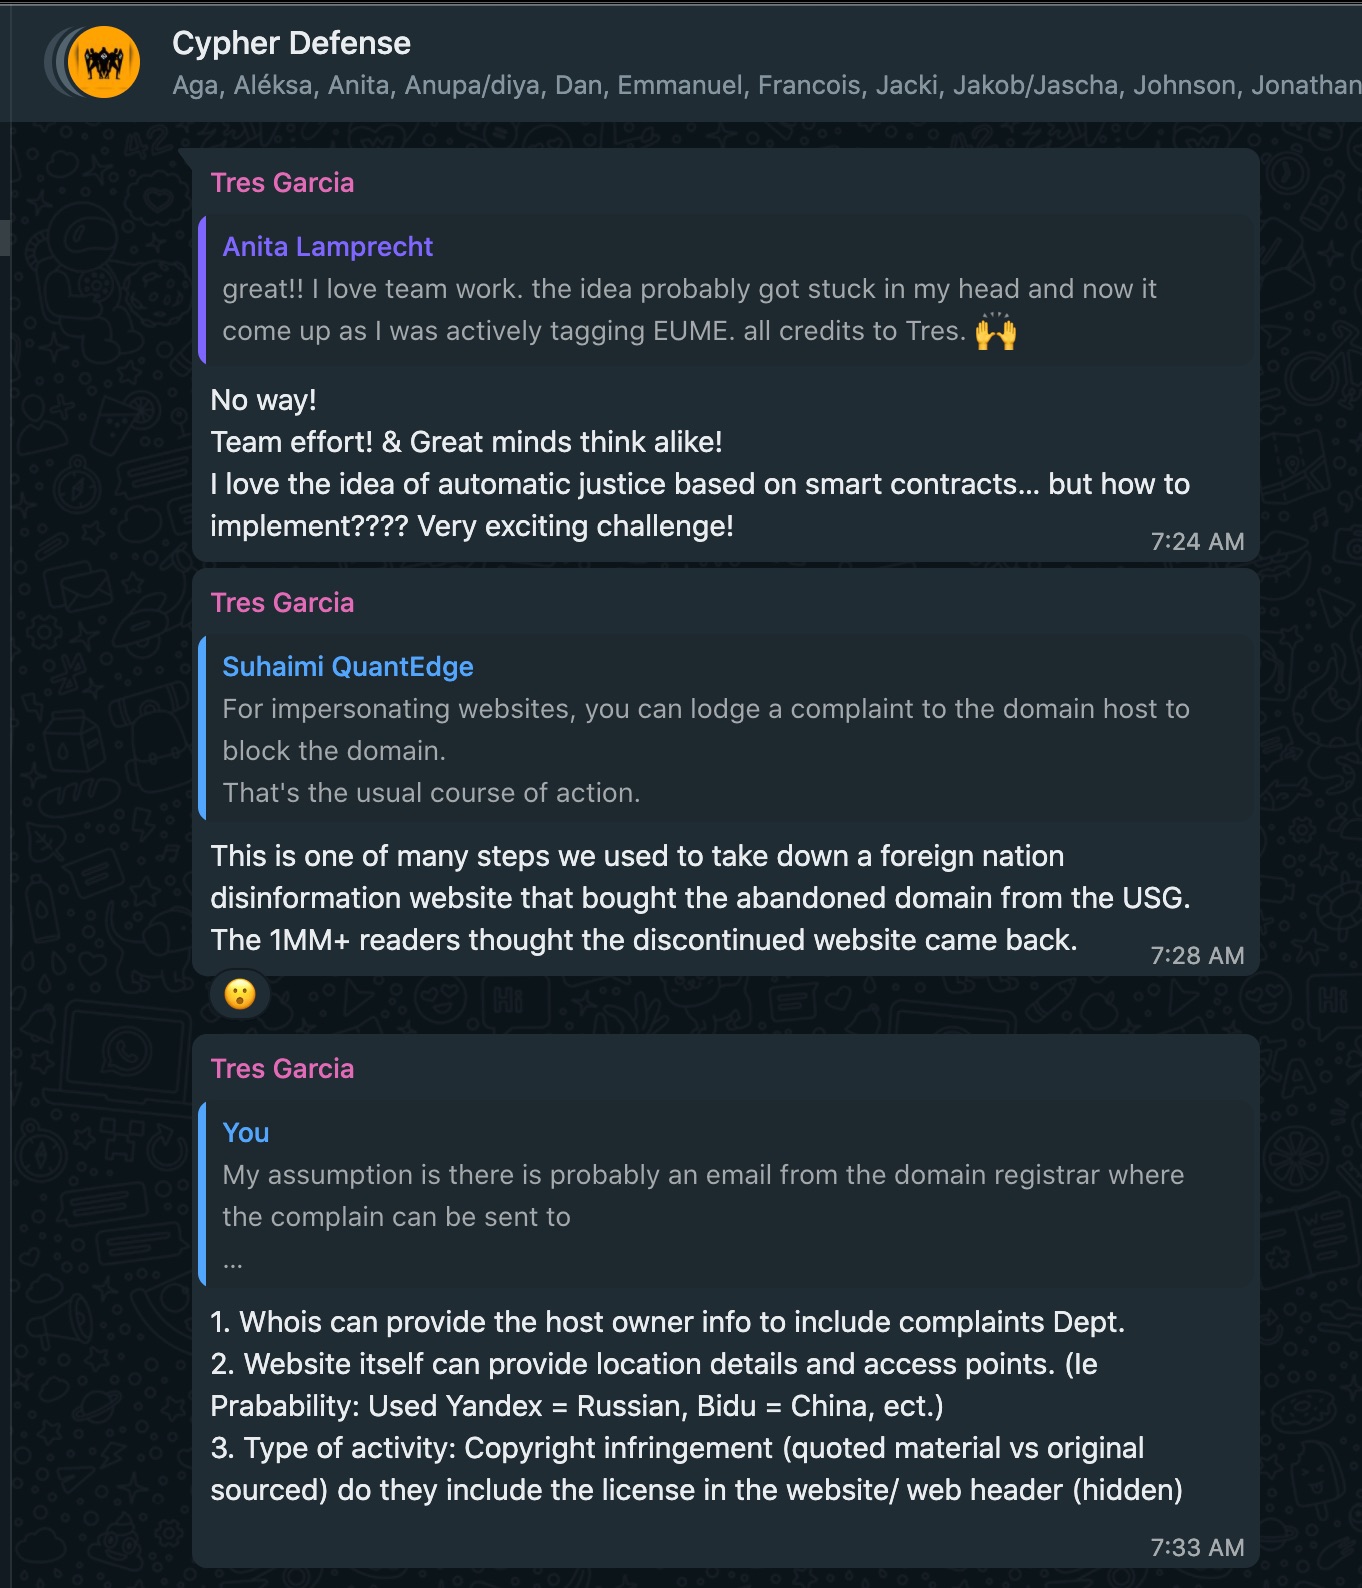 Cypher Defense
Aga, Aléksa, Anita, Anupa/diya, Dan, Emmanuel, Francois, Jacki, Jakob/Jascha, Johnson, Jonathan
Tres Garcia
Anita Lamprecht
great!! I love team work. the idea probably got stuck in my head and now it
come up as I was actively tagging EUME. all credits to Tres. 🙌
No way!
Team effort! & Great minds think alike!
I love the idea of automatic justice based on smart contracts... but how to
implement???? Very exciting challenge!
7:24 AM
Tres Garcia
Suhaimi QuantEdge
For impersonating websites, you can lodge a complaint to the domain host to
block the domain.
That's the usual course of action.
This is one of many steps we used to take down a foreign nation
disinformation website that bought the abandoned domain from the USG.
The 1MM+ readers thought the discontinued website came back.
7:28 AM
😮
Tres Garcia
You
My assumption is there is probably an email from the domain registrar where
the complain can be sent to
...
1. Whois can provide the host owner info to include complaints Dept.
2. Website itself can provide location details and access points. (Ie
Prabability: Used Yandex = Russian, Bidu = China, ect.)
3. Type of activity: Copyright infringement (quoted material vs original
sourced) do they include the license in the website/ web header (hidden)
7:33 AM